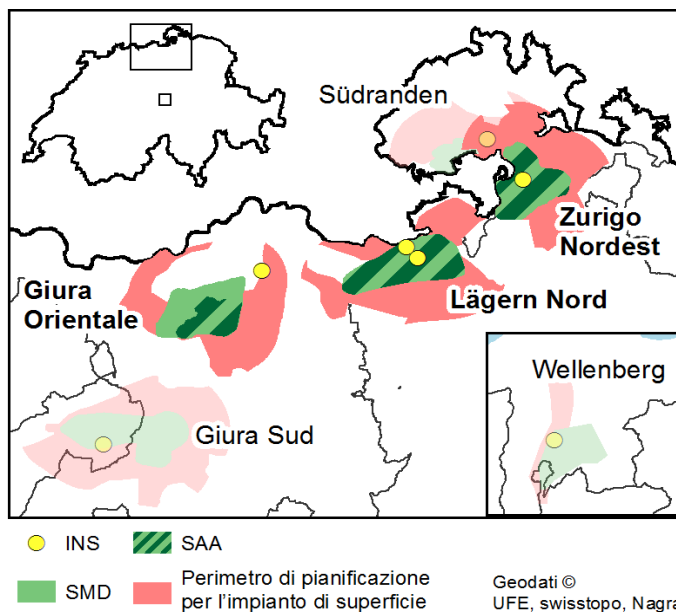 Südranden
Zurigo
Nordest
Giura
Orientale
Lägern Nord
Wellenberg
Giura Sud
INS
SAA
SMD
Perimetro di pianificazione
per l'impianto di superficie
Geodati ©
UFE, swisstopo, Nagra